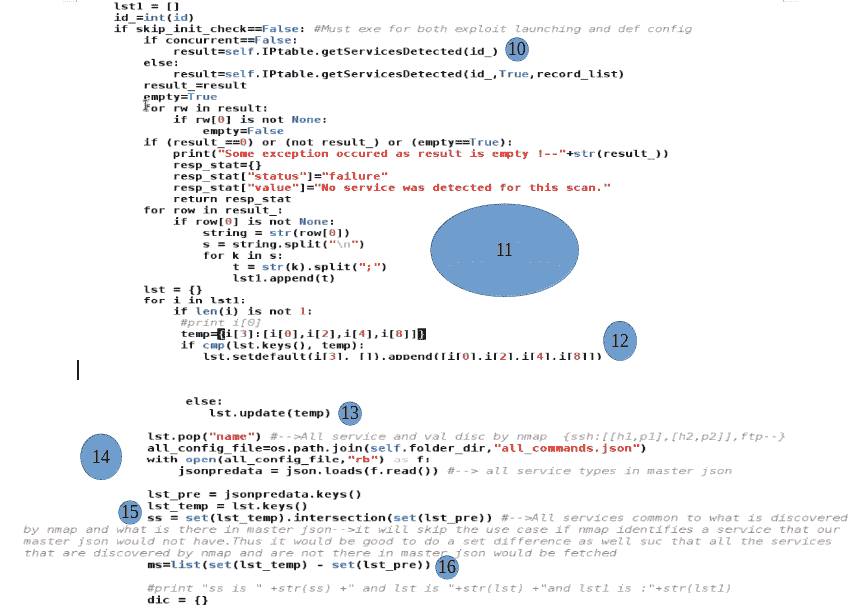 lst1 = []
id_=int(id)
if skip_init_check==False: #Must exe for both exploit launching and def config
if concurrent==False:
result=self.IPtable.getServicesDetected(id_) 10
else:
result=self.IPtable.getServicesDetected(id_,True,record_list)
result_=result
empty=True
for rw in result:
if rw[0] is not None:
empty=False
if (result_==0) or (not result_) or (empty==True):
print("Some exception occured as result is empty !--"+str(result_))
resp_stat={}
resp_stat["status"]="failure"
resp_stat["value"]="No service was detected for this scan."
return resp_stat
for row in result_:
if row[0] is not None:
string = str(row[0])
s = string.split("\n") 11
for k in s:
t = str(k).split(";")
lst1.append(t)
lst = {}
for i in lst1:
if len(i) is not 1:
#print i[0]
temp={i[3]:[i[0],i[2],i[4],i[8]]}
if cmp(lst.keys(), temp): 12
lst.setdefault(i[3], []).append([i[0],i[2],i[4],i[8]])
else:
lst.update(temp) 13
lst.pop("name") #-->All service and val disc by nmap {ssh:[[h1,p1],[h2,p2]],ftp--}
all_config_file=os.path.join(self.folder_dir,"all_commands.json")
14 with open(all_config_file,"rb") as f:
jsonpredata = json.loads(f.read()) #--> all service types in master json
lst_pre = jsonpredata.keys()
lst_temp = lst.keys()
15 ss = set(lst_temp).intersection(set(lst_pre)) #-->All services common to what is discovered
by nmap and what is there in master json-->it will skip the use case if nmap identifies a service that our
master json would not have.Thus it would be good to do a set difference as well suc that all the services
that are discovered by nmap and are not there in master json would be fetched
ms=list(set(lst_temp) - set(lst_pre)) 16
#print "ss is " +str(ss) +" and lst is "+str(lst) +"and lst1 is :"+str(lst1)
dic = {}